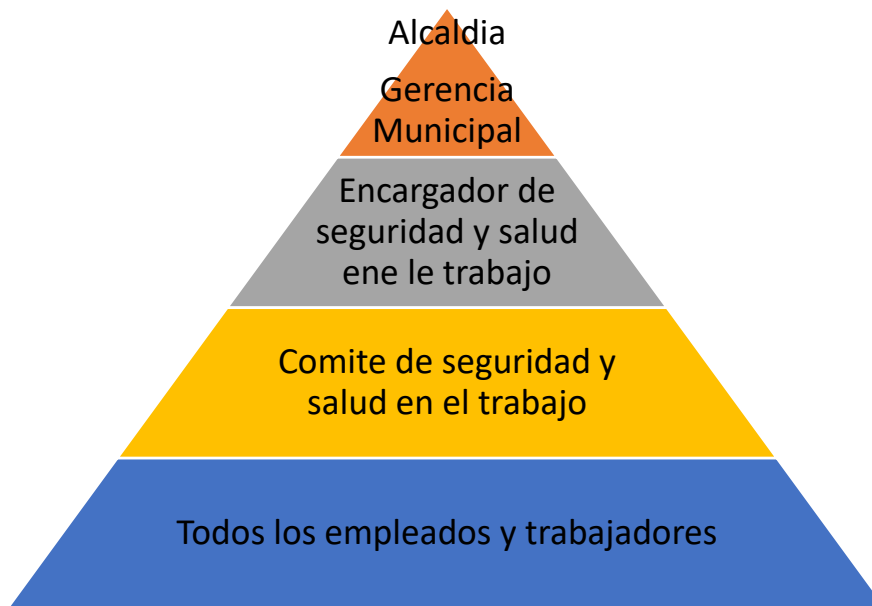 Alcaldia
Gerencia
Municipal
Encargador de
seguridad y salud
ene le trabajo
Comite de seguridad y
salud en el trabajo
Todos los empleados y trabajadores